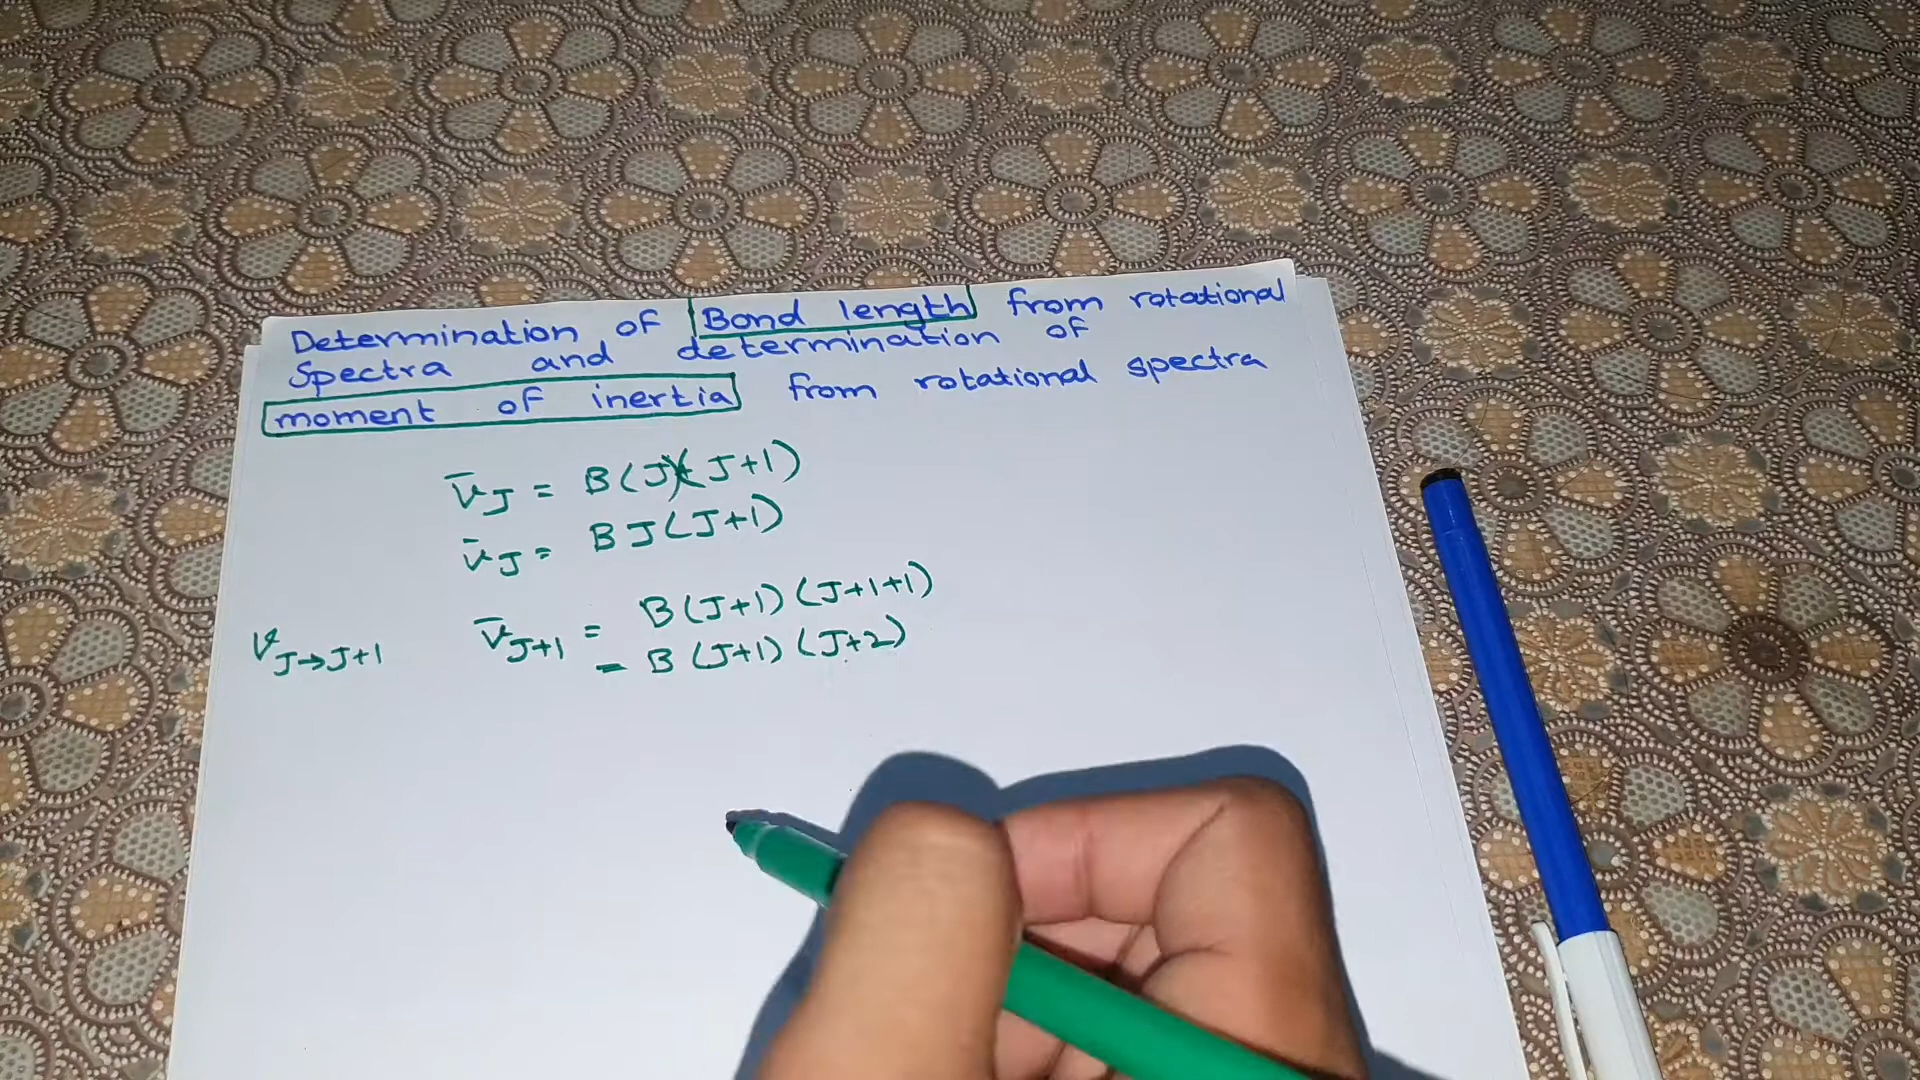 Determination of Bond length from rotational
Spectra and determination of
moment of inertia from rotational spectra
ν̄J = B(J)(J+1)
ν̄J = BJ(J+1)
ν̄J+1 = B(J+1)(J+1+1)
νJ→J+1
= B(J+1)(J+2)